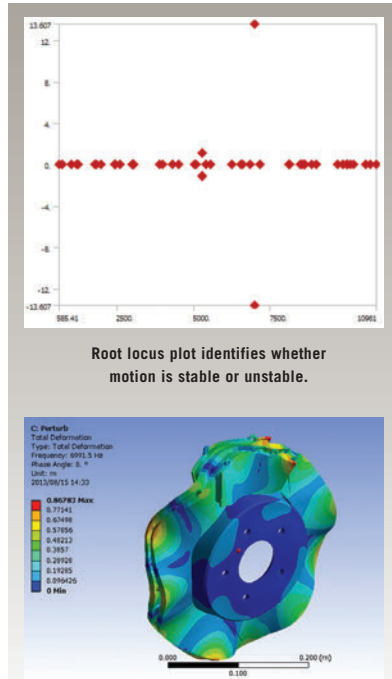 13.607
12.
8.
4.
0.
-4.
-8.
-12.
-13.607
585.41 2500. 5000. 7500. 10961
Root locus plot identifies whether
motion is stable or unstable.
C: Perturb
Total Deformation
Type: Total Deformation
Frequency: 6991.5 Hz
Phase Angle: 0. °
Unit: m
2013/08/15 14:33
0.86783 Max
0.77141
0.67498
0.57856
0.48213
0.3857
0.28928
0.19285
0.096426
0 Min
0.000 0.200 (m)
0.100